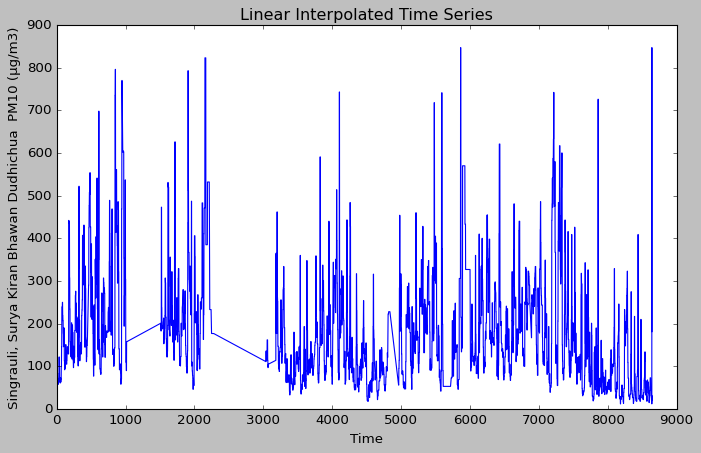 Linear Interpolated Time Series
Singrauli, Surya Kiran Bhawan Dudhichua  PM10 (µg/m3)
900
800
700
600
500
400
300
200
100
0
0 1000 2000 3000 4000 5000 6000 7000 8000 9000
Time